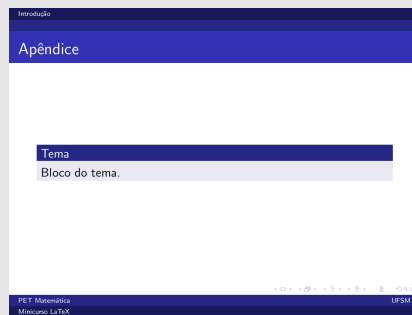 Introdução
Apêndice
Tema
Bloco do tema.
PET Matemática UFSM
Minicurso LaTeX